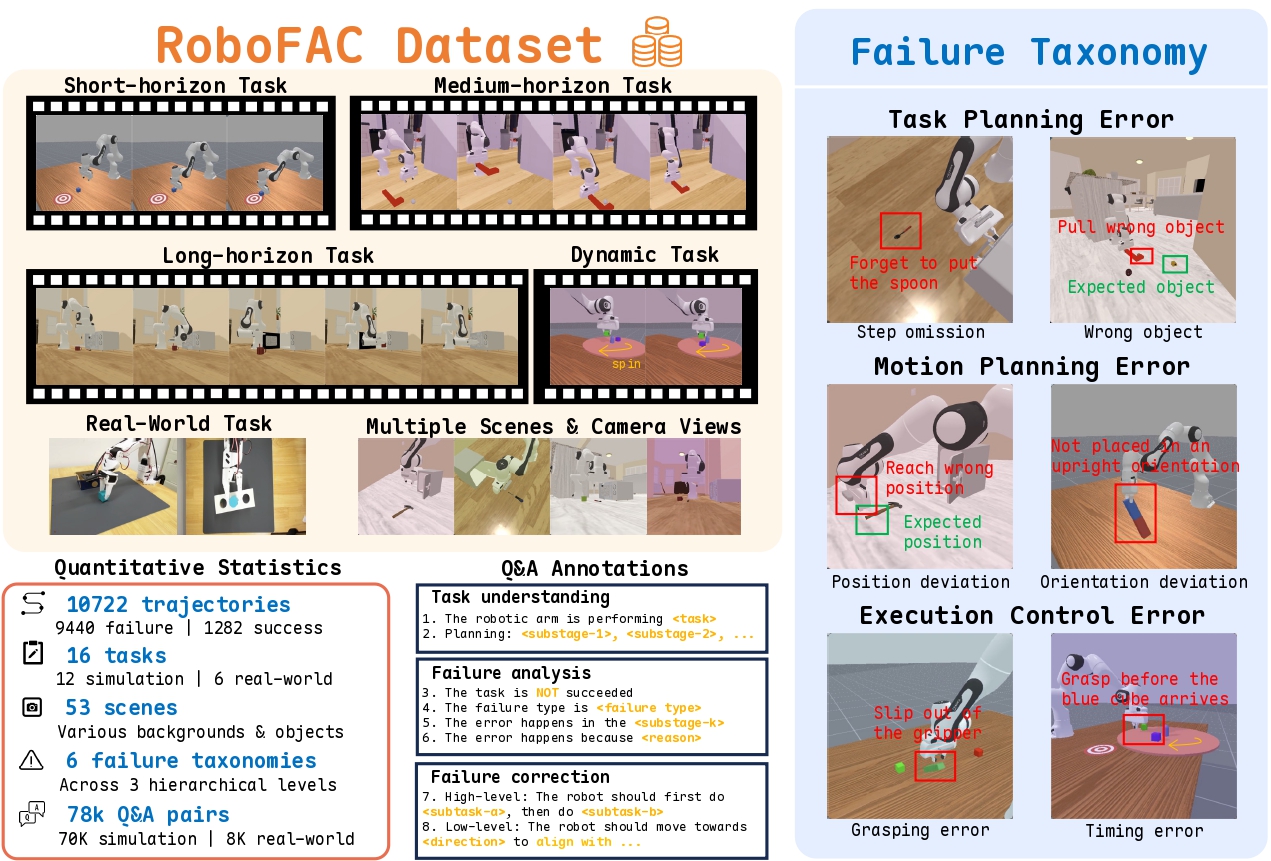 RoboFAC Dataset
Short-horizon Task
Medium-horizon Task
Long-horizon Task
Dynamic Task
spin
Real-World Task
Multiple Scenes & Camera Views
Quantitative Statistics
10722 trajectories
9440 failure | 1282 success
16 tasks
12 simulation | 6 real-world
53 scenes
Various backgrounds & objects
6 failure taxonomies
Across 3 hierarchical levels
Q
A
78k Q&A pairs
70K simulation | 8K real-world
Q&A Annotations
Task understanding
1. The robotic arm is performing <task>
2. Planning: <substage-1>, <substage-2>, ...
Failure analysis
3. The task is NOT succeeded
4. The failure type is <failure type>
5. The error happens in the <substage-k>
6. The error happens because <reason>
Failure correction
7. High-level: The robot should first do
<subtask-a>, then do <subtask-b>
8. Low-level: The robot should move towards
<direction> to align with ...
Failure Taxonomy
Task Planning Error
Forget to put
the spoon
Step omission
Pull wrong object
Expected object
Wrong object
Motion Planning Error
Reach wrong
position
Expected
position
Position deviation
Not placed in an
upright orientation
Orientation deviation
Execution Control Error
Slip out of
the gripper
Grasping error
Grasp before the
blue cube arrives
Timing error